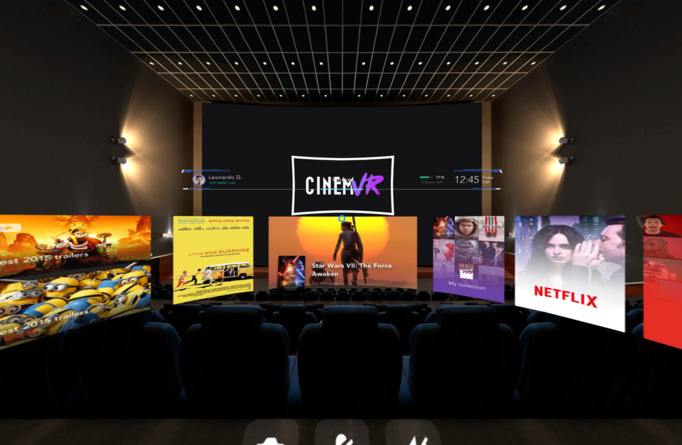 Leonardo D.
71%
12:45
CINEMVR
est 2015 trailers
est 2015 trailers
LITTLE MISS SUNSHINE
Star Wars VII: The Force
Awaken
My collection
NETFLIX